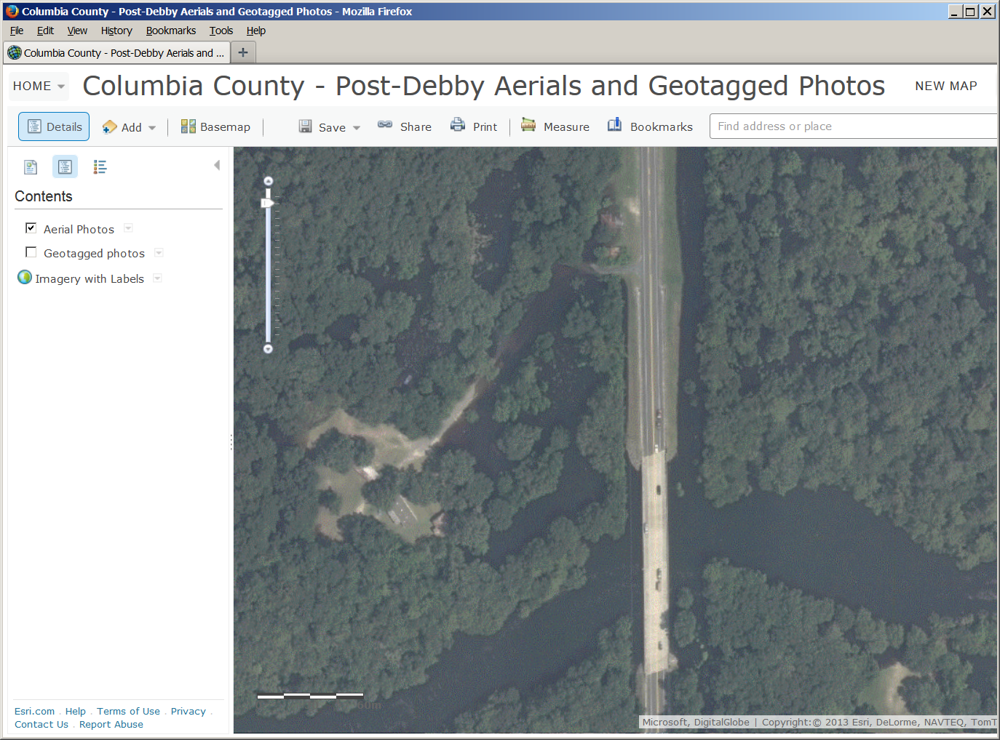 Columbia County - Post-Debby Aerials and Geotagged Photos - Mozilla Firefox
File Edit View History Bookmarks Tools Help
Columbia County - Post-Debby Aerials and ...
HOME Columbia County - Post-Debby Aerials and Geotagged Photos NEW MAP
Details Add Basemap Save Share Print Measure Bookmarks Find address or place
Contents
Aerial Photos
Geotagged photos
Imagery with Labels
60m
Esri.com . Help . Terms of Use . Privacy .
Contact Us . Report Abuse
Microsoft, DigitalGlobe | Copyright:© 2013 Esri, DeLorme, NAVTEQ, TomT